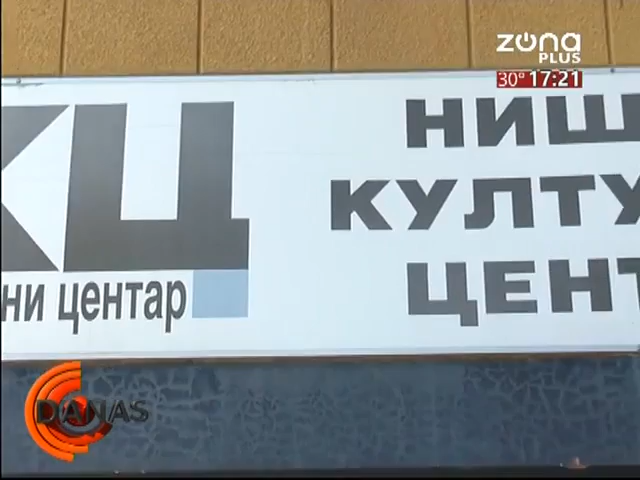 zona
PLUS
30° 17:21
КЦ
ни центар
НИШ
КУЛТУ
ЦЕНТ
DANAS